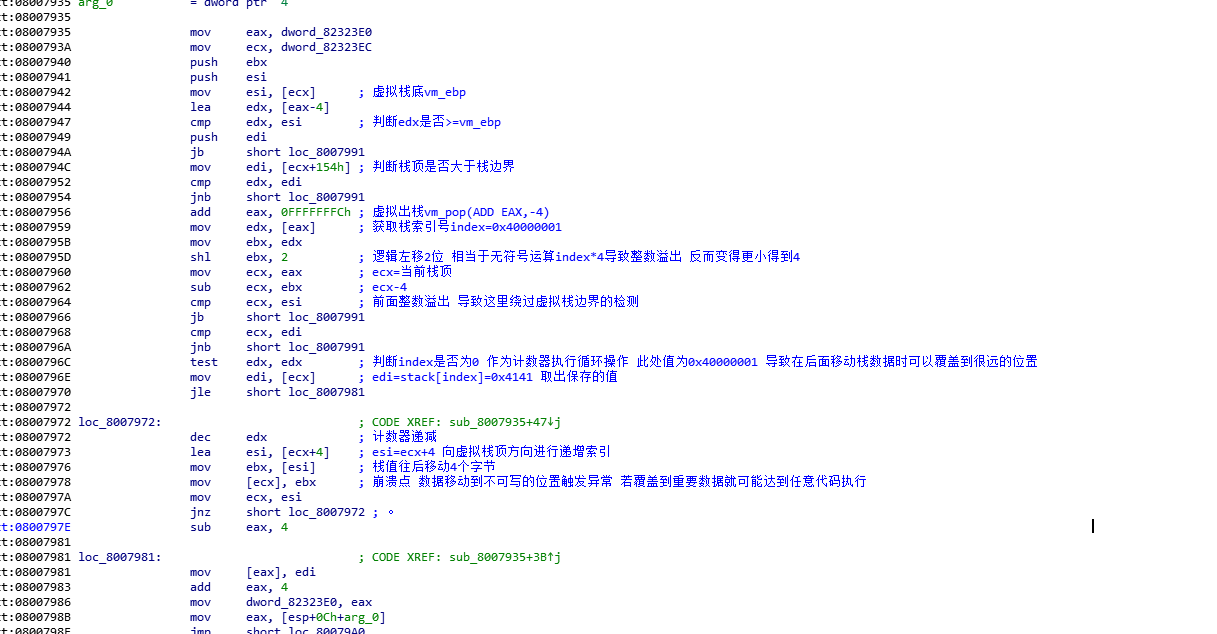 :t:08007935 arg_0 = dword ptr 4
:t:08007935
:t:08007935 mov eax, dword_82323E0
:t:0800793A mov ecx, dword_82323EC
:t:08007940 push ebx
:t:08007941 push esi
:t:08007942 mov esi, [ecx] ; 虚拟栈底vm_ebp
:t:08007944 lea edx, [eax-4]
:t:08007947 cmp edx, esi ; 判断edx是否>=vm_ebp
:t:08007949 push edi
:t:0800794A jb short loc_8007991
:t:0800794C mov edi, [ecx+154h] ; 判断栈顶是否大于栈边界
:t:08007952 cmp edx, edi
:t:08007954 jnb short loc_8007991
:t:08007956 add eax, 0FFFFFFFCh ; 虚拟出栈vm_pop(ADD EAX,-4)
:t:08007959 mov edx, [eax] ; 获取栈索引号index=0x40000001
:t:0800795B mov ebx, edx
:t:0800795D shl ebx, 2 ; 逻辑左移2位 相当于无符号运算index*4导致整数溢出 反而变得更小得到4
:t:08007960 mov ecx, eax ; ecx=当前栈顶
:t:08007962 sub ecx, ebx ; ecx-4
:t:08007964 cmp ecx, esi ; 前面整数溢出 导致这里绕过虚拟栈边界的检测
:t:08007966 jb short loc_8007991
:t:08007968 cmp ecx, edi
:t:0800796A jnb short loc_8007991
:t:0800796C test edx, edx ; 判断index是否为0 作为计数器执行循环操作 此处值为0x40000001 导致在后面移动栈数据时可以覆盖到很远的位置
:t:0800796E mov edi, [ecx] ; edi=stack[index]=0x4141 取出保存的值
:t:08007970 jle short loc_8007981
:t:08007972
:t:08007972 loc_8007972: ; CODE XREF: sub_8007935+47↓j
:t:08007972 dec edx ; 计数器递减
:t:08007973 lea esi, [ecx+4] ; esi=ecx+4 向虚拟栈顶方向进行递增索引
:t:08007976 mov ebx, [esi] ; 栈值往后移动4个字节
:t:08007978 mov [ecx], ebx ; 崩溃点 数据移动到不可写的位置触发异常 若覆盖到重要数据就可能达到任意代码执行
:t:0800797A mov ecx, esi
:t:0800797C jnz short loc_8007972 ; 。
:t:0800797E sub eax, 4
:t:08007981
:t:08007981 loc_8007981: ; CODE XREF: sub_8007935+3B↑j
:t:08007981 mov [eax], edi
:t:08007983 add eax, 4
:t:08007986 mov dword_82323E0, eax
:t:0800798B mov eax, [esp+0Ch+arg_0]
:t:0800798F jmp short loc_80079A0